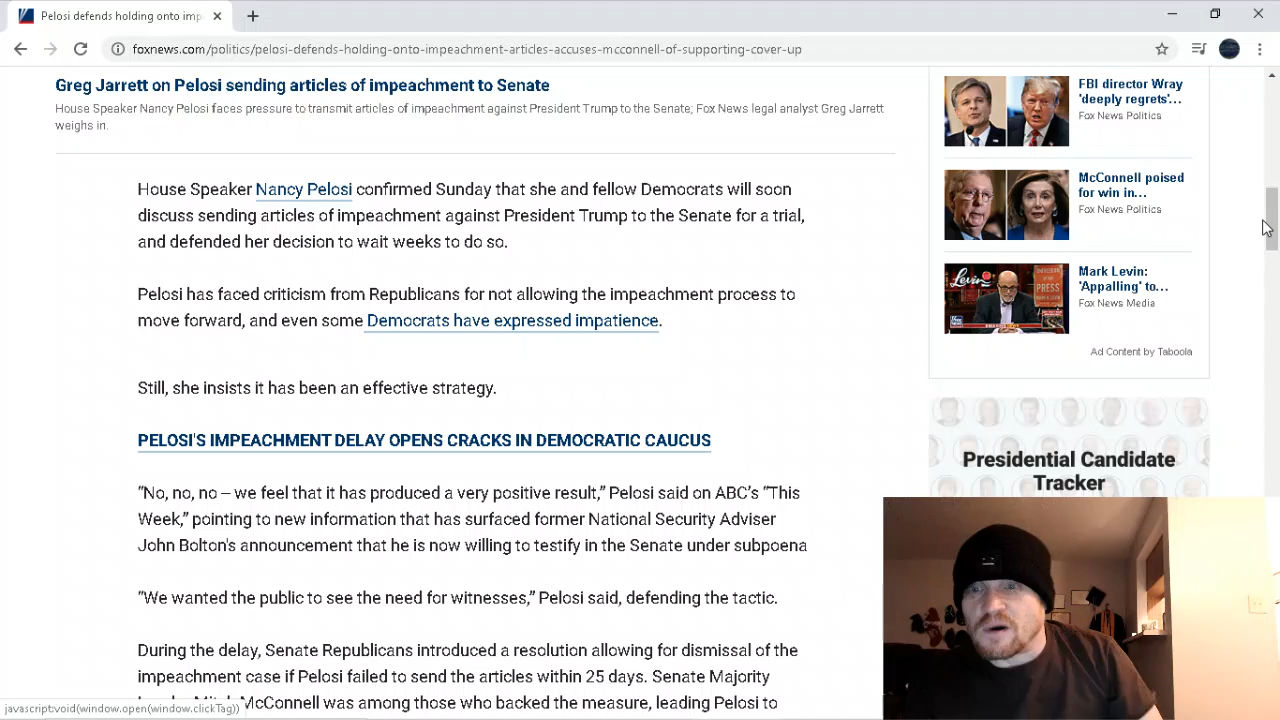 Pelosi defends holding onto imp
foxnews.com/politics/pelosi-defends-holding-onto-impeachment-articles-accuses-mcconnell-of-supporting-cover-up
Greg Jarrett on Pelosi sending articles of impeachment to Senate
House Speaker Nancy Pelosi faces pressure to transmit articles of impeachment against President Trump to the Senate; Fox News legal analyst Greg Jarrett
weighs in.
House Speaker Nancy Pelosi confirmed Sunday that she and fellow Democrats will soon
discuss sending articles of impeachment against President Trump to the Senate for a trial,
and defended her decision to wait weeks to do so.
Pelosi has faced criticism from Republicans for not allowing the impeachment process to
move forward, and even some Democrats have expressed impatience.
Still, she insists it has been an effective strategy.
PELOSI'S IMPEACHMENT DELAY OPENS CRACKS IN DEMOCRATIC CAUCUS
“No, no, no – we feel that it has produced a very positive result,” Pelosi said on ABC’s “This
Week,” pointing to new information that has surfaced former National Security Adviser
John Bolton's announcement that he is now willing to testify in the Senate under subpoena
“We wanted the public to see the need for witnesses,” Pelosi said, defending the tactic.
During the delay, Senate Republicans introduced a resolution allowing for dismissal of the
impeachment case if Pelosi failed to send the articles within 25 days. Senate Majority
McConnell was among those who backed the measure, leading Pelosi to
javascript:void(window.open(window.clickTag))
FBI director Wray
'deeply regrets'...
Fox News Politics
McConnell poised
for win in...
Fox News Politics
Levin
PRESS
Mark Levin:
'Appalling' to...
Fox News Media
Ad Content by Taboola
Presidential Candidate
Tracker